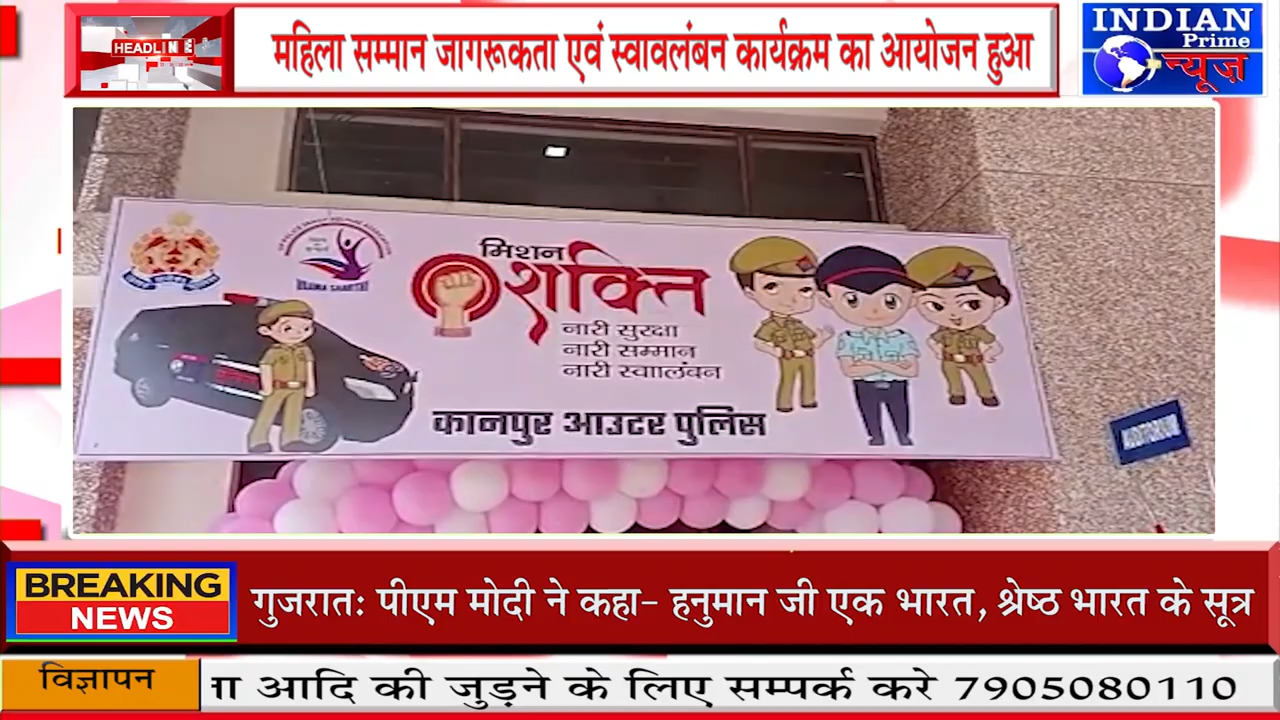 HEADLINE
महिला सम्मान जागरूकता एवं स्वावलंबन कार्यक्रम का आयोजन हुआ
INDIAN
Prime
न्यूज़
मिशन
शक्ति
नारी सुरक्षा
नारी सम्मान
नारी स्वाालंबन
कानपुर आउटर पुलिस
BREAKING
NEWS
गुजरात: पीएम मोदी ने कहा- हनुमान जी एक भारत, श्रेष्ठ भारत के सूत्र
विज्ञापन
आदि की जुड़ने के लिए सम्पर्क करे 7905080110